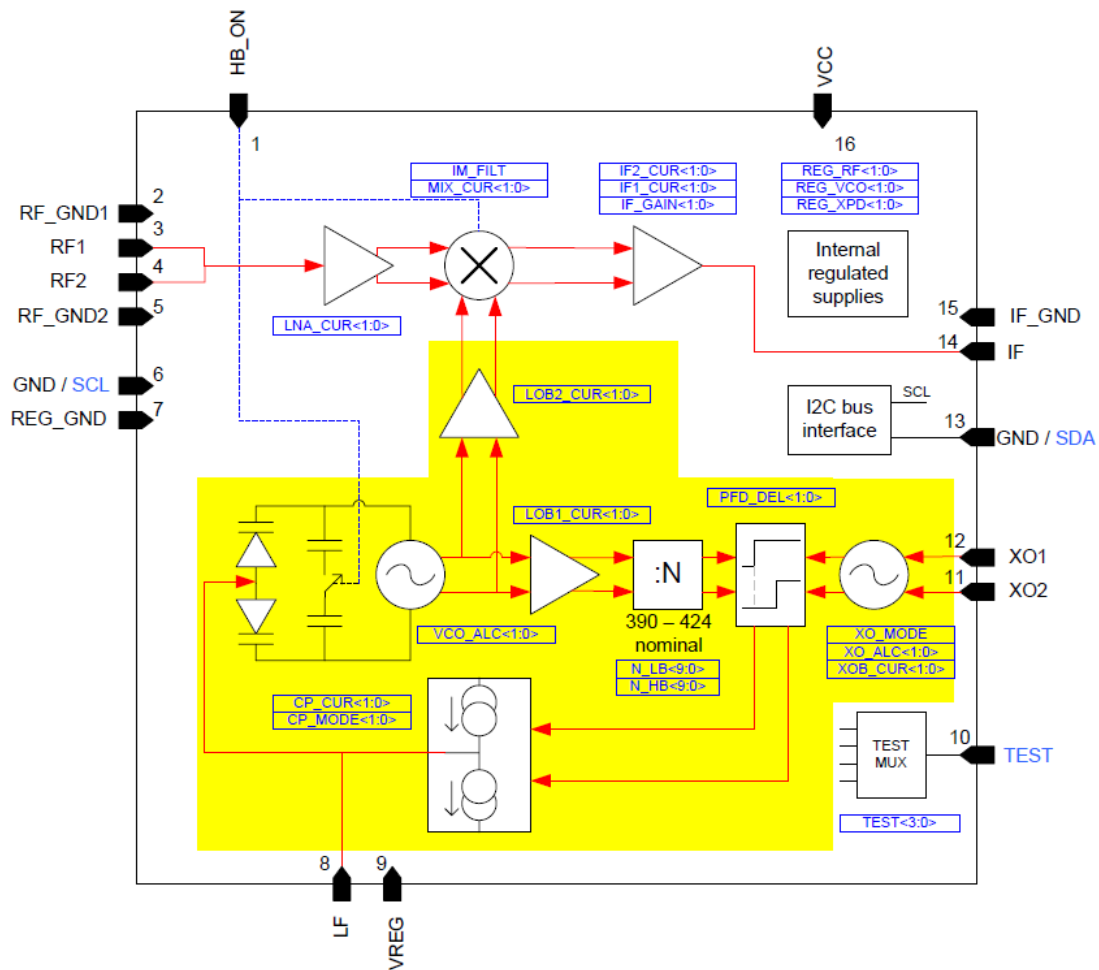 HB_ON
VCC
1
16
2
RF_GND1
3
RF1
4
RF2
5
RF_GND2
6
GND / SCL
7
REG_GND
IM_FILT
MIX_CUR<1:0>
IF2_CUR<1:0>
IF1_CUR<1:0>
IF_GAIN<1:0>
REG_RF<1:0>
REG_VCO<1:0>
REG_XPD<1:0>
Internal
regulated
supplies
LNA_CUR<1:0>
15
IF_GND
14
IF
LOB2_CUR<1:0>
I2C bus
interface
SCL
13
GND / SDA
LOB1_CUR<1:0>
PFD_DEL<1:0>
:N
12
XO1
11
XO2
390 – 424
nominal
VCO_ALC<1:0>
N_LB<9:0>
N_HB<9:0>
XO_MODE
XO_ALC<1:0>
XOB_CUR<1:0>
CP_CUR<1:0>
CP_MODE<1:0>
TEST
MUX
10
TEST
TEST<3:0>
8
9
LF
VREG